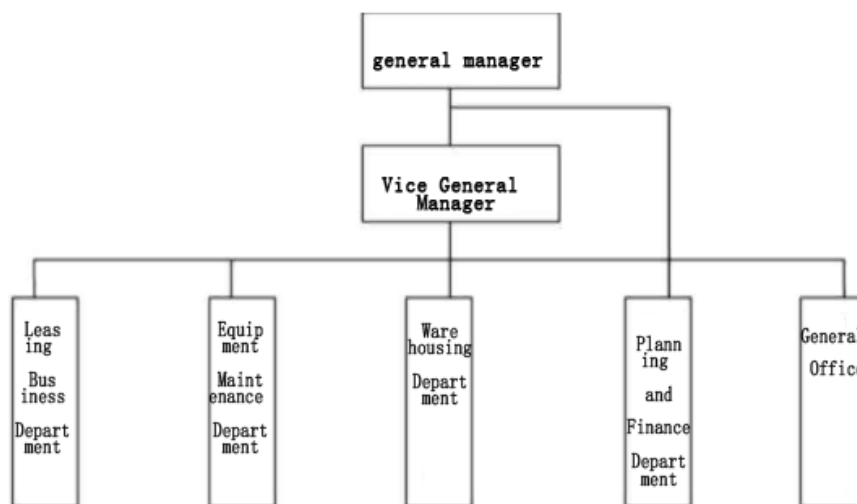 general manager
Vice General
Manager
Leas
ing
Bus
iness
Depart
ment
Equip
ment
Maint
enance
Depart
ment
Ware
housing
Depart
ment
Plann
ing
and
Finance
Depart
ment
General
Office